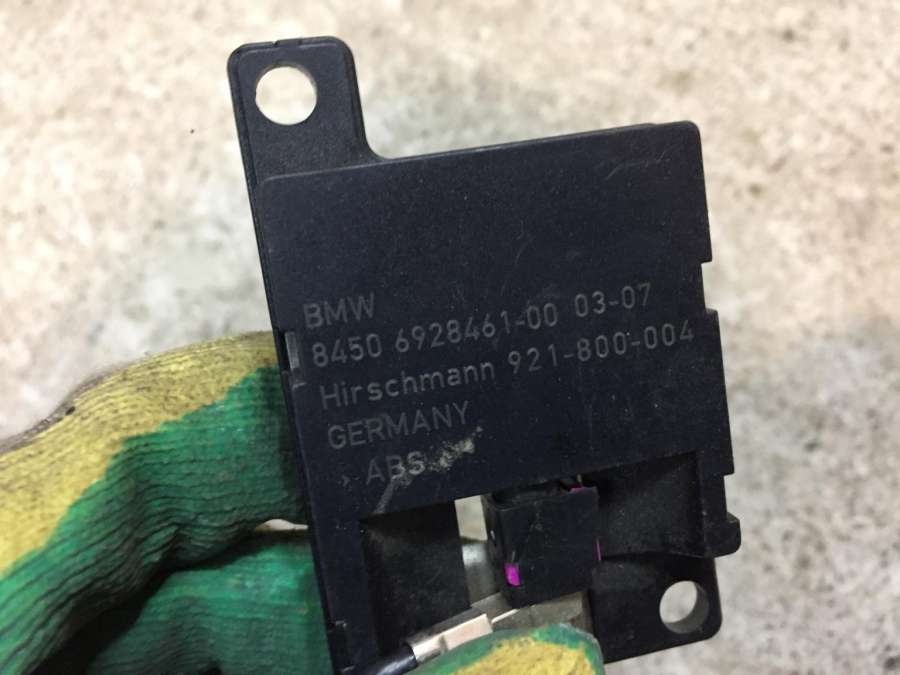 BMW
8450 6928461-00 03-07
Hirschmann 921-800-004
GERMANY
ABS